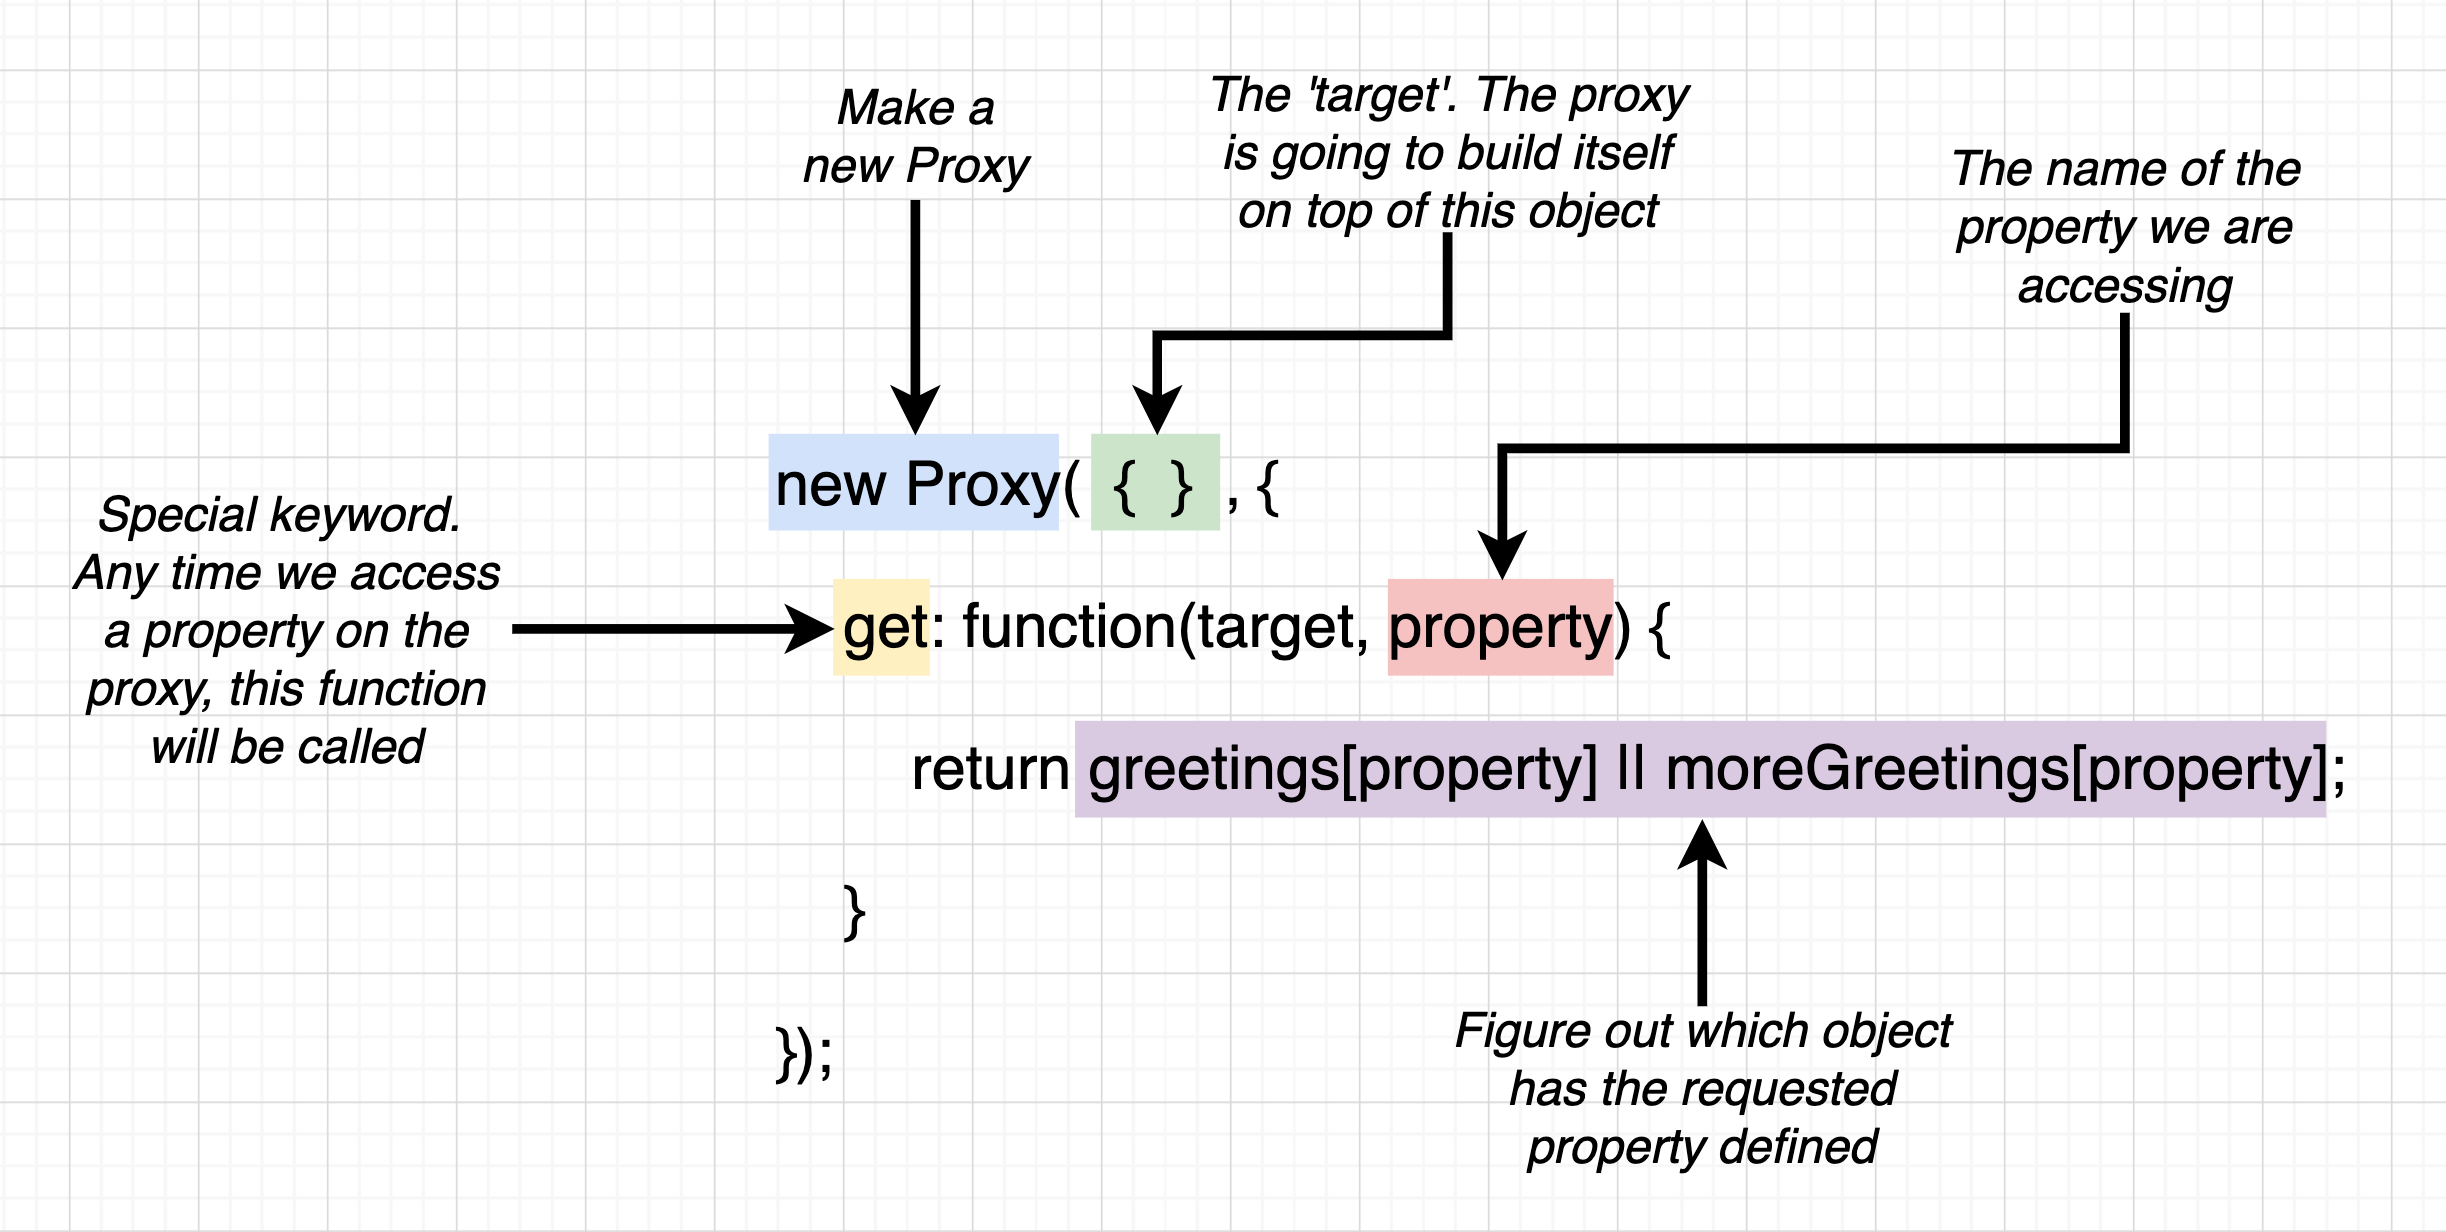 Make a
new Proxy
The 'target'. The proxy
is going to build itself
on top of this object
The name of the
property we are
accessing
new Proxy( { } , {
Special keyword.
Any time we access
a property on the
proxy, this function
will be called
get: function(target, property) {
return greetings[property] || moreGreetings[property];
}
});
Figure out which object
has the requested
property defined